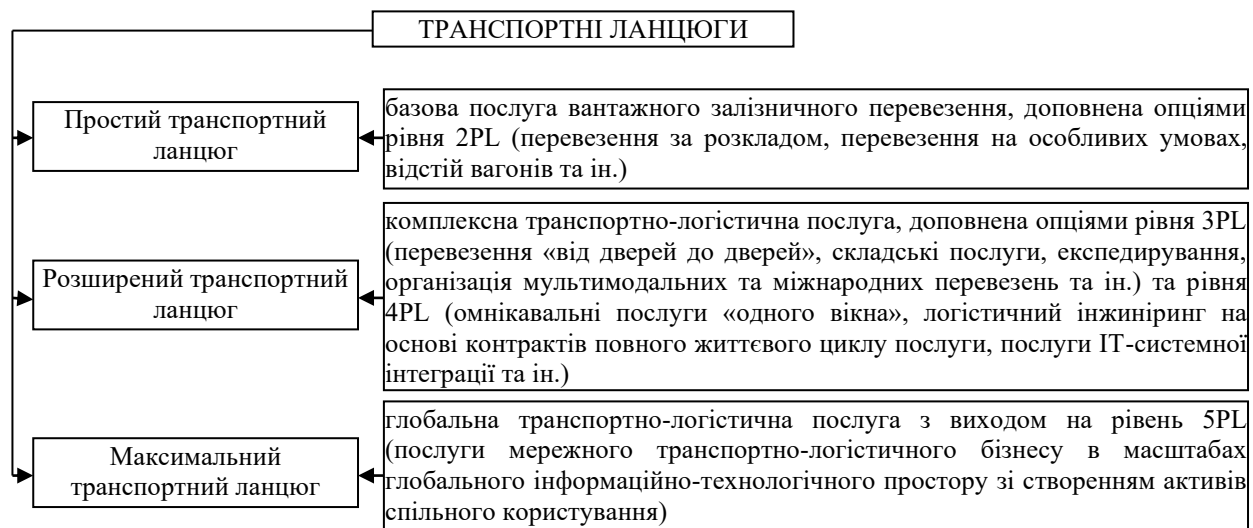 ТРАНСПОРТНІ ЛАНЦЮГИ
Простий транспортний
ланцюг
базова послуга вантажного залізничного перевезення, доповнена опціями
рівня 2PL (перевезення за розкладом, перевезення на особливих умовах,
відстій вагонів та ін.)
Розширений транспортний
ланцюг
комплексна транспортно-логістична послуга, доповнена опціями рівня 3PL
(перевезення «від дверей до дверей», складські послуги, експедирування,
організація мультимодальних та міжнародних перевезень та ін.) та рівня
4PL (омнікавальні послуги «одного вікна», логістичний інжиніринг на
основі контрактів повного життєвого циклу послуги, послуги ІТ-системної
інтеграції та ін.)
Максимальний
транспортний ланцюг
глобальна транспортно-логістична послуга з виходом на рівень 5PL
(послуги мережного транспортно-логістичного бізнесу в масштабах
глобального інформаційно-технологічного простору зі створенням активів
спільного користування)